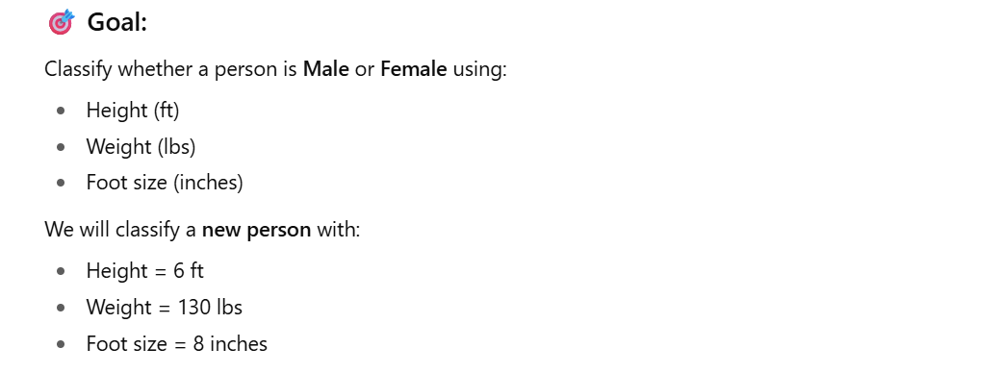 🎯 Goal:
Classify whether a person is Male or Female using:
• Height (ft)
• Weight (lbs)
• Foot size (inches)
We will classify a new person with:
• Height = 6 ft
• Weight = 130 lbs
• Foot size = 8 inches